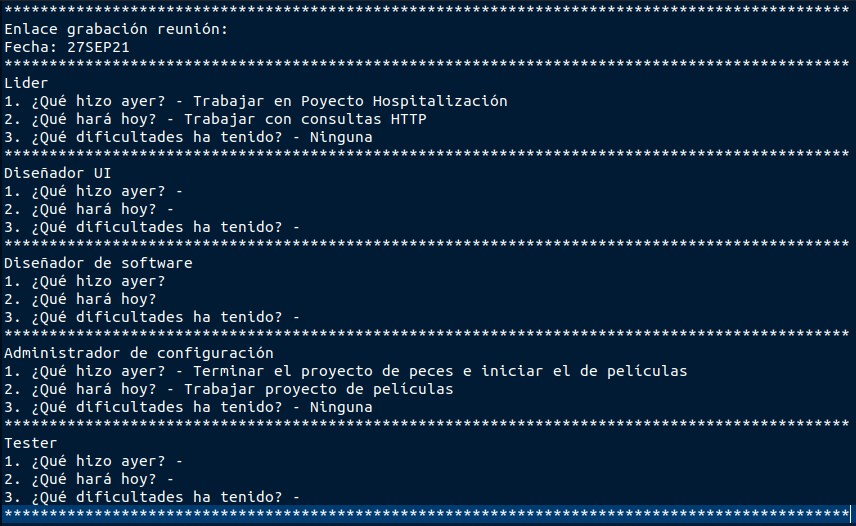 **********************************************************************************************
Enlace grabación reunión:
Fecha: 27SEP21
**********************************************************************************************
Lider
1. ¿Qué hizo ayer? - Trabajar en Poyecto Hospitalización
2. ¿Qué hará hoy? - Trabajar con consultas HTTP
3. ¿Qué dificultades ha tenido? - Ninguna
**********************************************************************************************
Diseñador UI
1. ¿Qué hizo ayer? -
2. ¿Qué hará hoy? -
3. ¿Qué dificultades ha tenido? -
**********************************************************************************************
Diseñador de software
1. ¿Qué hizo ayer?
2. ¿Qué hará hoy?
3. ¿Qué dificultades ha tenido? -
**********************************************************************************************
Administrador de configuración
1. ¿Qué hizo ayer? - Terminar el proyecto de peces e iniciar el de peliculas
2. ¿Qué hará hoy? - Trabajar proyecto de peliculas
3. ¿Qué dificultades ha tenido? - Ninguna
**********************************************************************************************
Tester
1. ¿Qué hizo ayer? -
2. ¿Qué hará hoy? -
3. ¿Qué dificultades ha tenido? -
**********************************************************************************************